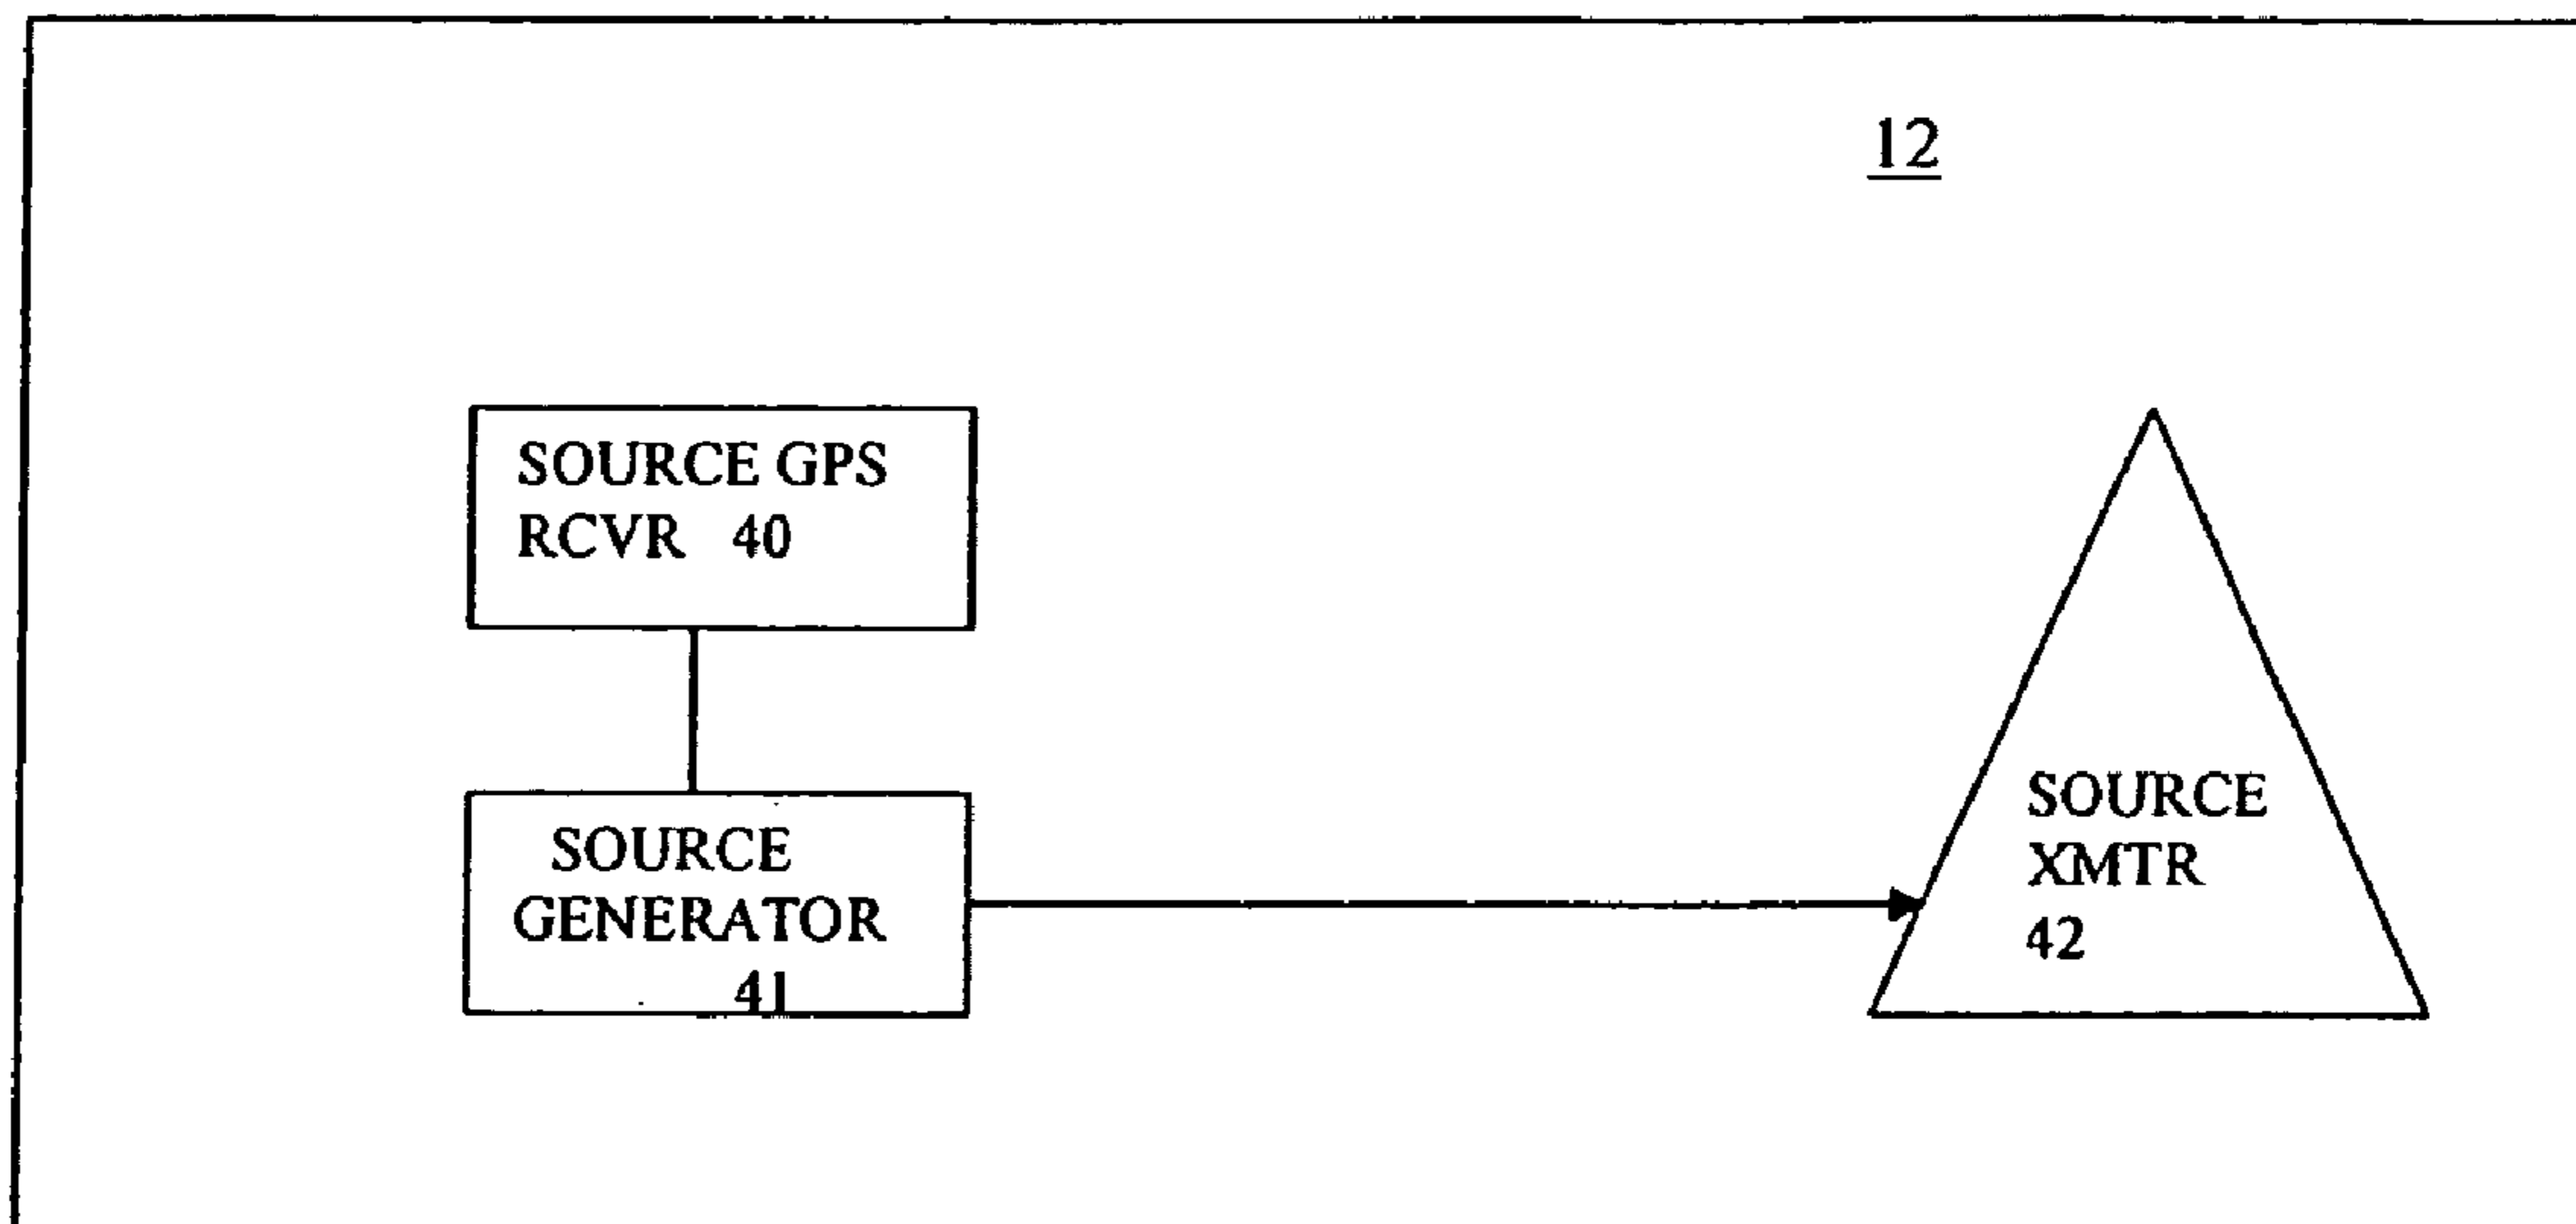 12
SOURCE GPS
RCVR 40
SOURCE
GENERATOR
41
SOURCE
XMTR
42